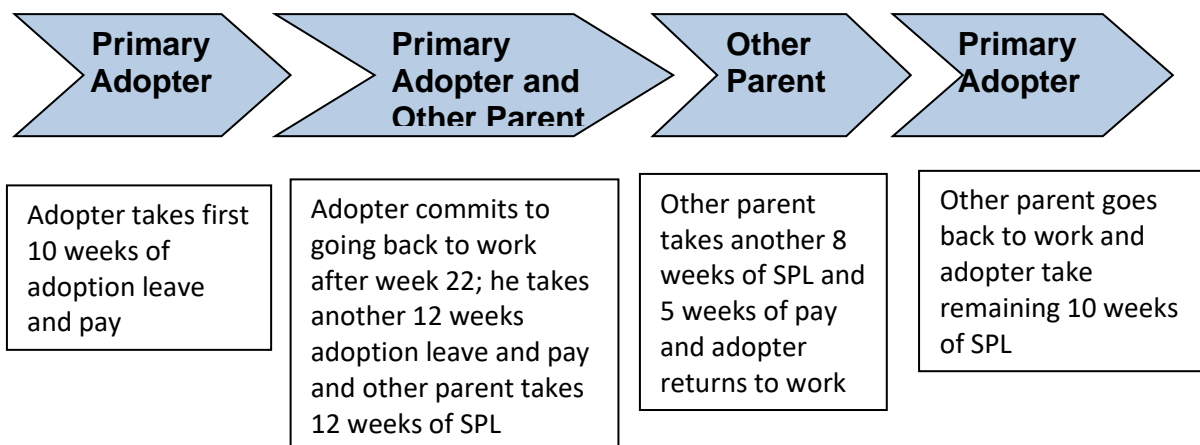 Primary
Adopter
Primary
Adopter and
Other Parent
Other
Parent
Primary
Adopter
Adopter takes first
10 weeks of
adoption leave
and pay
Adopter commits to
going back to work
after week 22; he takes
another 12 weeks
adoption leave and pay
and other parent takes
12 weeks of SPL
Other parent
takes another 8
weeks of SPL and
5 weeks of pay
and adopter
returns to work
Other parent goes
back to work and
adopter take
remaining 10 weeks
of SPL